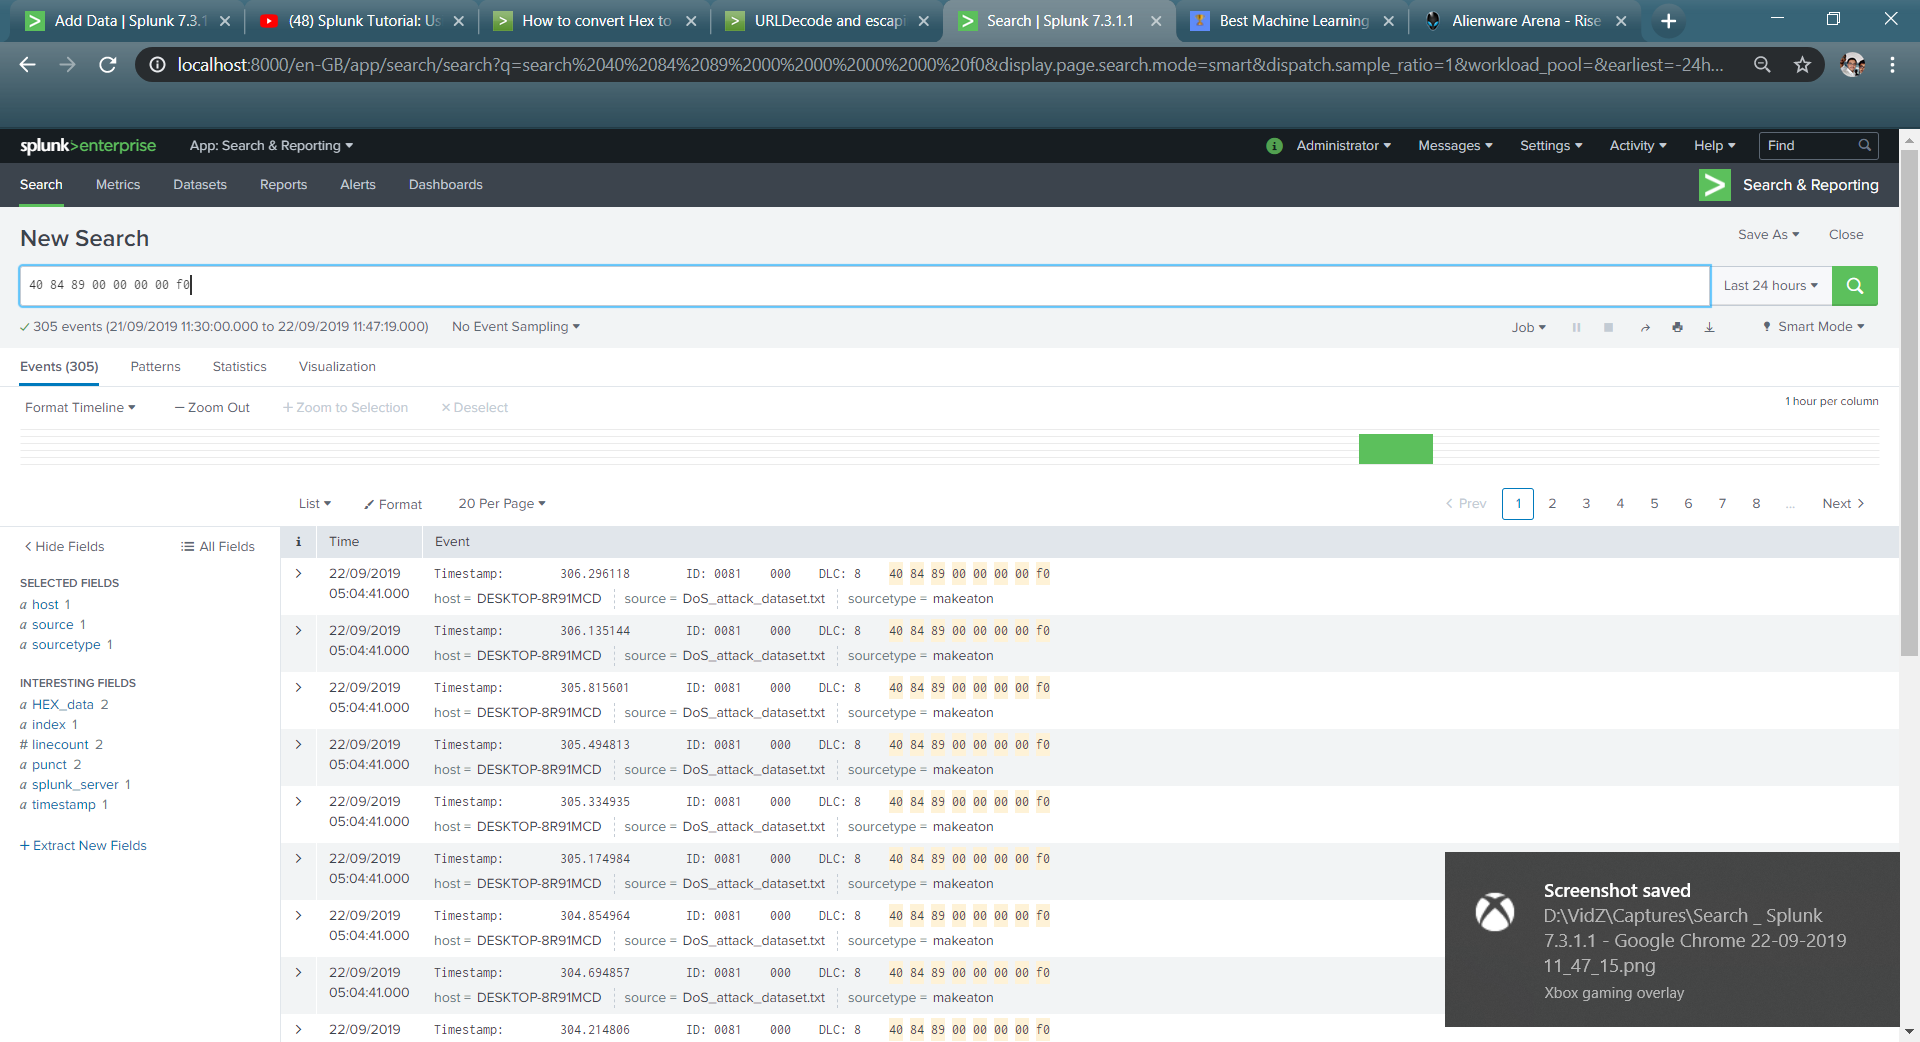 Add Data | Splunk 7.3.1
(48) Splunk Tutorial: Us
How to convert Hex to
URLDecode and escapi
Search | Splunk 7.3.1.1
Best Machine Learning
Alienware Arena - Rise
localhost:8000/en-GB/app/search/search?q=search%2040%2084%2089%2000%2000%2000%2000%20f0&display.page.search.mode=smart&dispatch.sample_ratio=1&workload_pool=&earliest=-24h...
splunk>enterprise App: Search & Reporting i Administrator Messages Settings Activity Help Find
Search Metrics Datasets Reports Alerts Dashboards Search & Reporting
New Search Save As Close
40 84 89 00 00 00 00 f0 Last 24 hours
305 events (21/09/2019 11:30:00.000 to 22/09/2019 11:47:19.000) No Event Sampling Job Smart Mode
Events (305) Patterns Statistics Visualization
Format Timeline — Zoom Out + Zoom to Selection × Deselect 1 hour per column
List Format 20 Per Page < Prev 1 2 3 4 5 6 7 8 ... Next >
< Hide Fields All Fields
SELECTED FIELDS
a host 1
a source 1
a sourcetype 1
INTERESTING FIELDS
a HEX_data 2
a index 1
# linecount 2
a punct 2
a splunk_server 1
a timestamp 1
+ Extract New Fields
i Time Event
> 22/09/2019 Timestamp: 306.296118 ID: 0081 000 DLC: 8 40 84 89 00 00 00 00 f0
05:04:41.000 host = DESKTOP-8R91MCD source = DoS_attack_dataset.txt sourcetype = makeaton
> 22/09/2019 Timestamp: 306.135144 ID: 0081 000 DLC: 8 40 84 89 00 00 00 00 f0
05:04:41.000 host = DESKTOP-8R91MCD source = DoS_attack_dataset.txt sourcetype = makeaton
> 22/09/2019 Timestamp: 305.815601 ID: 0081 000 DLC: 8 40 84 89 00 00 00 00 f0
05:04:41.000 host = DESKTOP-8R91MCD source = DoS_attack_dataset.txt sourcetype = makeaton
> 22/09/2019 Timestamp: 305.494813 ID: 0081 000 DLC: 8 40 84 89 00 00 00 00 f0
05:04:41.000 host = DESKTOP-8R91MCD source = DoS_attack_dataset.txt sourcetype = makeaton
> 22/09/2019 Timestamp: 305.334935 ID: 0081 000 DLC: 8 40 84 89 00 00 00 00 f0
05:04:41.000 host = DESKTOP-8R91MCD source = DoS_attack_dataset.txt sourcetype = makeaton
> 22/09/2019 Timestamp: 305.174984 ID: 0081 000 DLC: 8 40 84 89 00 00 00 00 f0
05:04:41.000 host = DESKTOP-8R91MCD source = DoS_attack_dataset.txt sourcetype = makeaton
> 22/09/2019 Timestamp: 304.854964 ID: 0081 000 DLC: 8 40 84 89 00 00 00 00 f0
05:04:41.000 host = DESKTOP-8R91MCD source = DoS_attack_dataset.txt sourcetype = makeaton
> 22/09/2019 Timestamp: 304.694857 ID: 0081 000 DLC: 8 40 84 89 00 00 00 00 f0
05:04:41.000 host = DESKTOP-8R91MCD source = DoS_attack_dataset.txt sourcetype = makeaton
> 22/09/2019 Timestamp: 304.214806 ID: 0081 000 DLC: 8 40 84 89 00 00 00 00 f0
Screenshot saved
D:\VidZ\Captures\Search _ Splunk
7.3.1.1 - Google Chrome 22-09-2019
11_47_15.png
Xbox gaming overlay